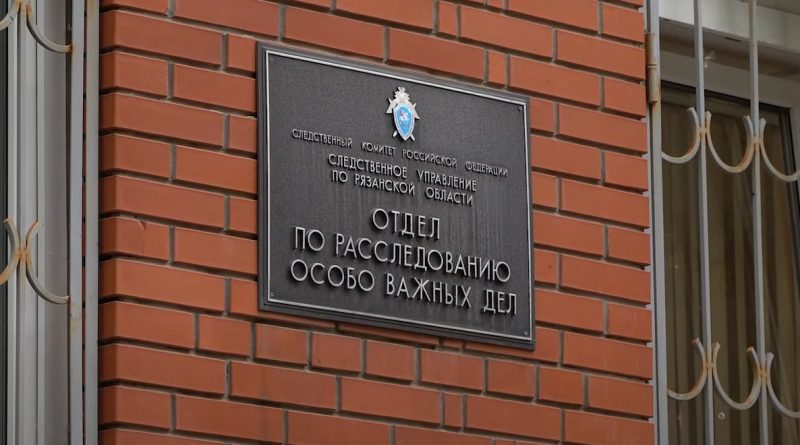 СЛЕДСТВЕННЫЙ КОМИТЕТ РОССИЙСКОЙ ФЕДЕРАЦИИ
СЛЕДСТВЕННОЕ УПРАВЛЕНИЕ
ПО РЯЗАНСКОЙ ОБЛАСТИ
ОТДЕЛ
ПО РАССЛЕДОВАНИЮ
ОСОБО ВАЖНЫХ ДЕЛ